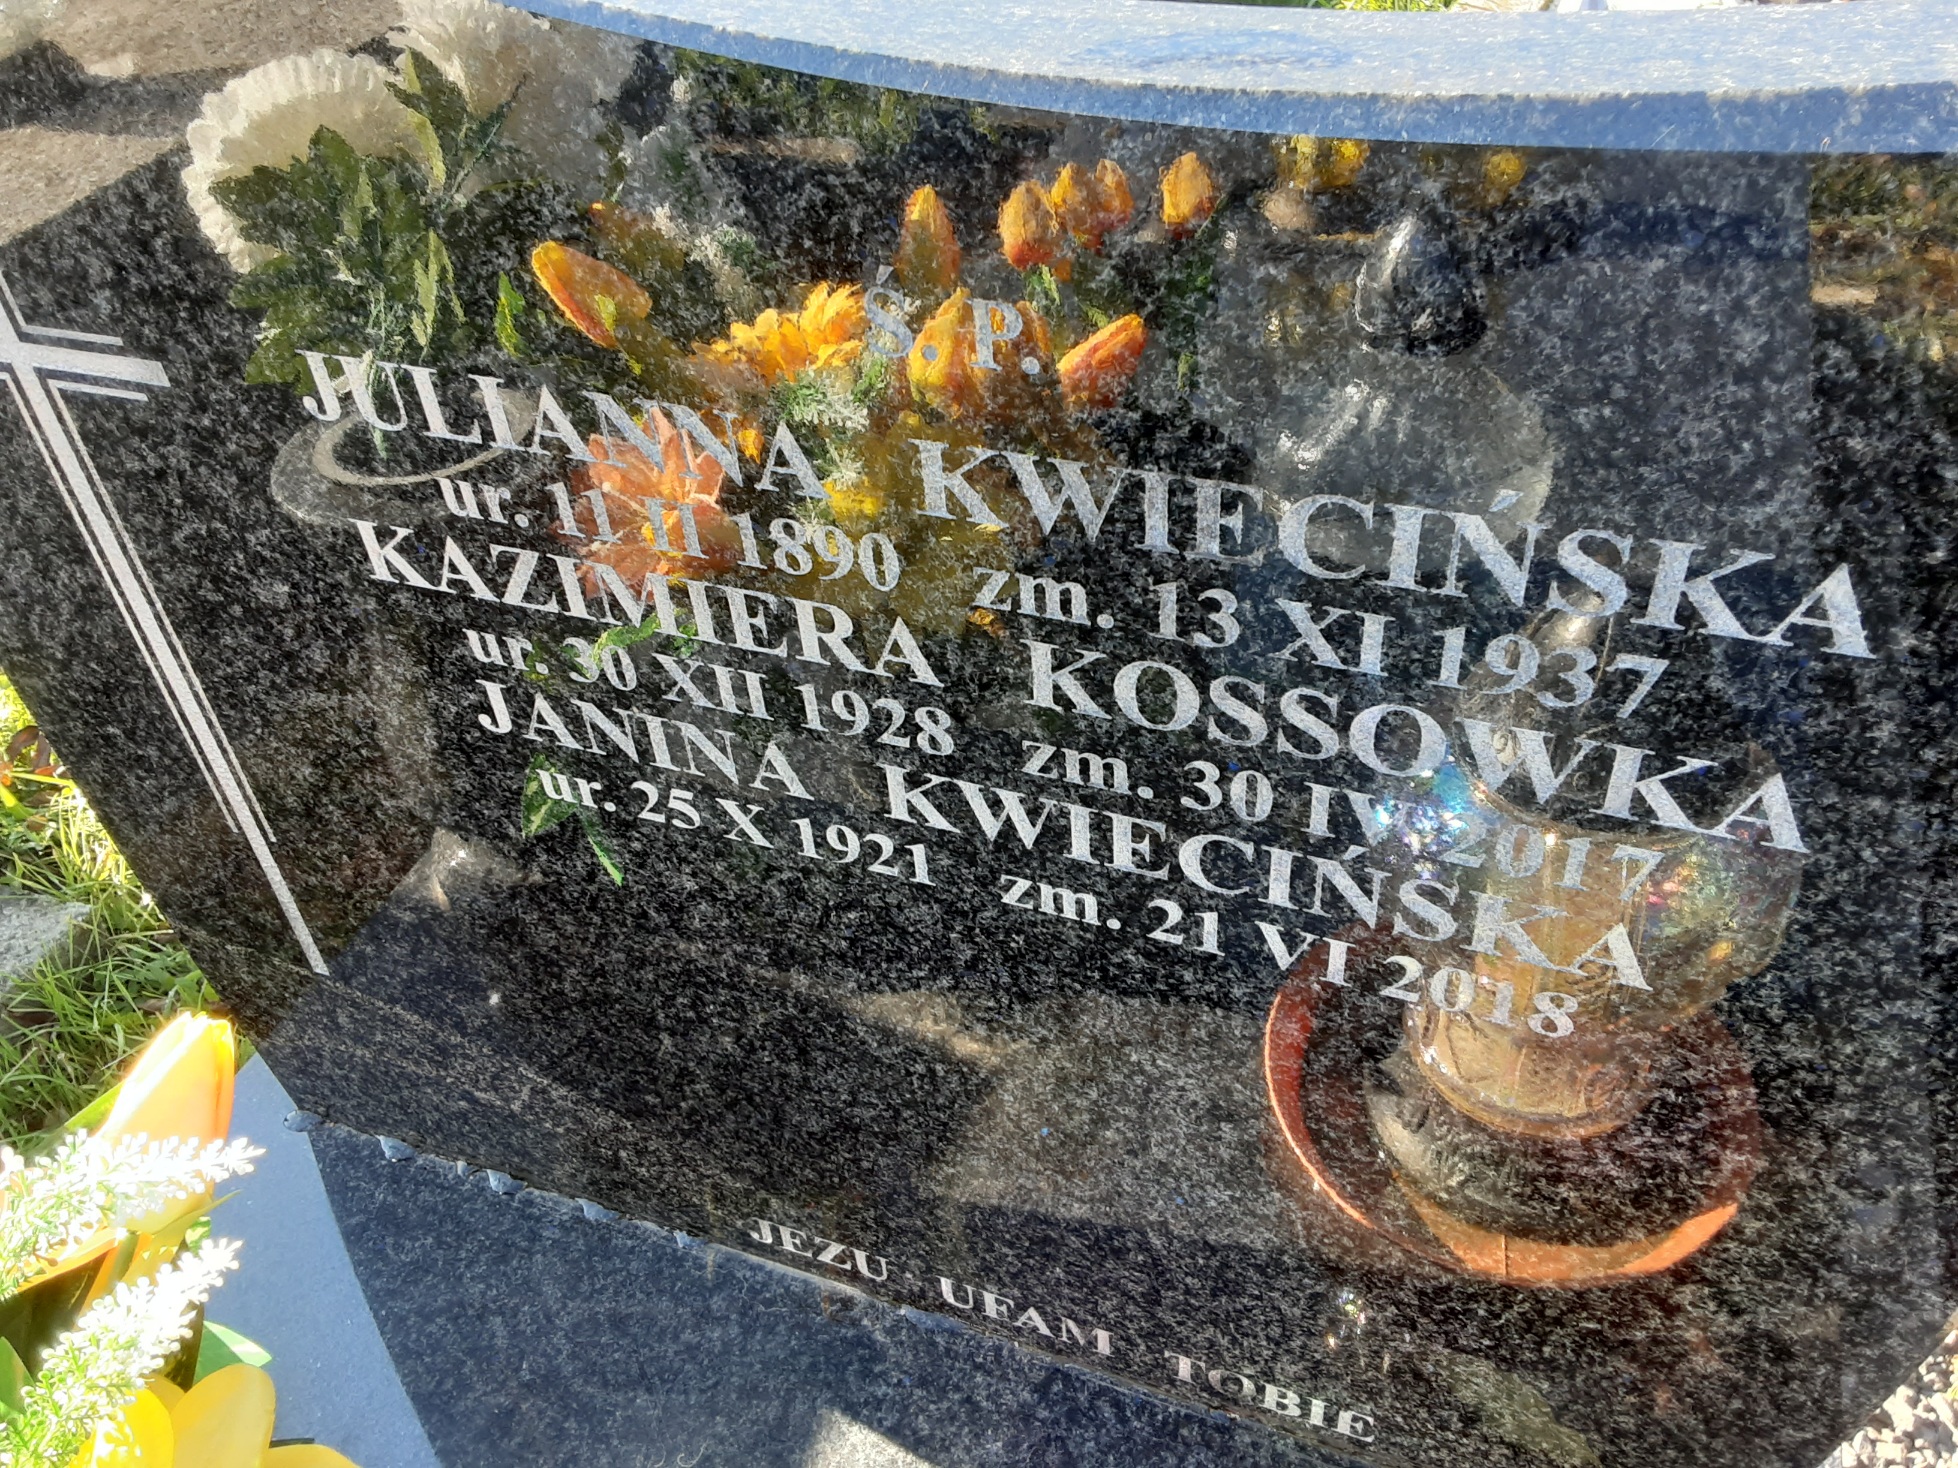 Ś. P.
JULIANNA KWIECIŃSKA
ur. 11 II 1890 zm. 13 XI 1937
KAZIMIERA KOSSOWKA
ur. 30 XII 1928 zm. 30 IV 2017
JANINA KWIECIŃSKA
ur. 25 X 1921 zm. 21 VI 2018
JEZU UFAM TOBIE